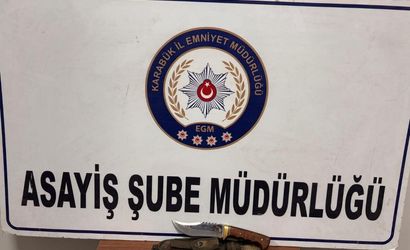 KARABÜK İL EMNİYET MÜDÜRLÜĞÜ
EGM
ASAYİŞ ŞUBE MÜDÜRLÜĞÜ